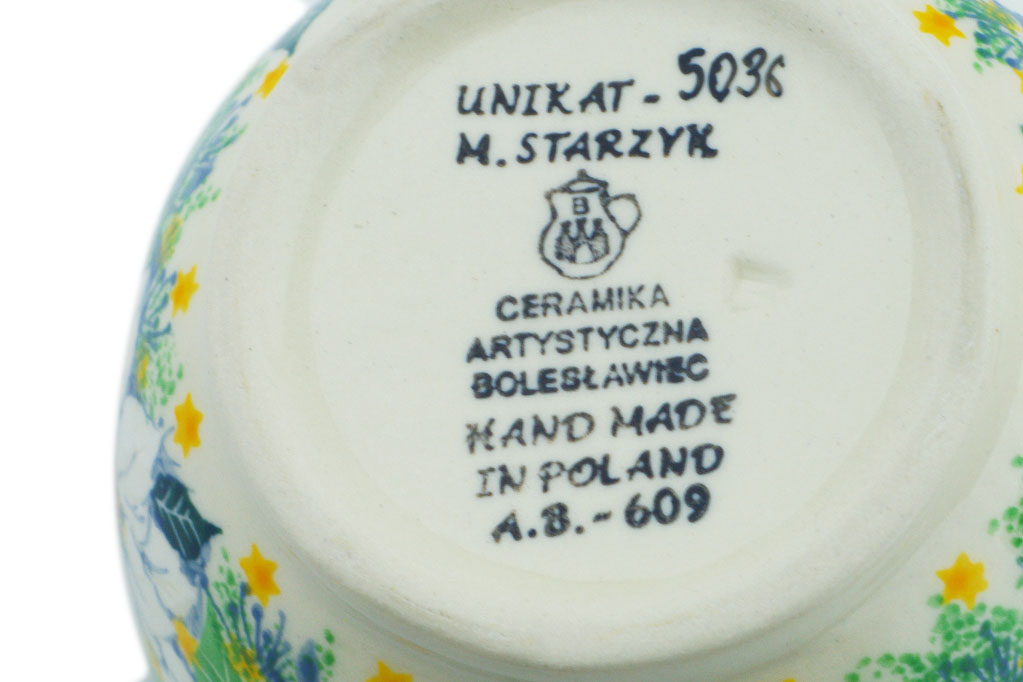 UNIKAT - 5036
M. STARZYK
B
CERAMIKA
ARTYSTYCZNA
BOLESŁAWIEC
HAND MADE
IN POLAND
A.B. - 609